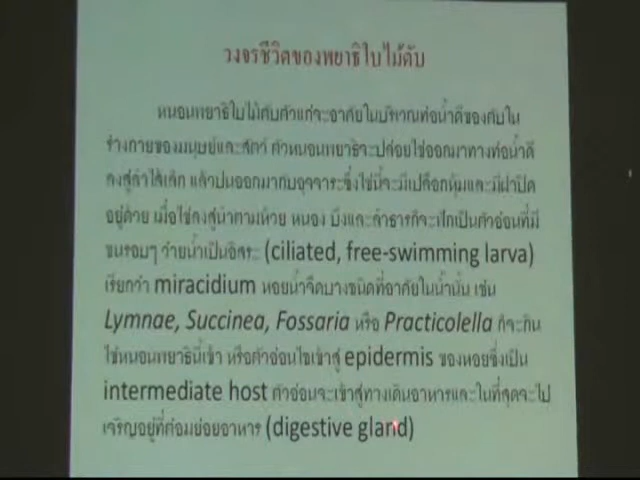 วงจรชีวิตของพยาธิใบไม้ตับ
หนอนพยาธิใบไม้ตับตัวแก่จะอาศัยในบริเวณท่อน้ำดีของตับใน
ร่างกายของมนุษย์และสัตว์ ตัวหนอนพยาธิจะปล่อยไข่ออกมาทางท่อน้ำดี
ลงสู่ลำไส้เล็ก แล้วปนออกมากับอุจจาระซึ่งไข่นี้จะมีเปลือกหุ้มและมีฝาปิด
อยู่ด้วย เมื่อไข่ลงสู่น้ำตามห้วย หนอง บึงและลำธารก็จะฟักเป็นตัวอ่อนที่มี
ขนรอบๆ ว่ายน้ำเป็นอิสระ (ciliated, free-swimming larva)
เรียกว่า miracidium หอยน้ำจืดบางชนิดที่อาศัยในน้ำนั้น เช่น
Lymnae, Succinea, Fossaria หรือ Practicolella ก็จะกิน
ไข่หนอนพยาธินี้เข้า หรือตัวอ่อนไชเข้าสู่ epidermis ของหอยซึ่งเป็น
intermediate host ตัวอ่อนจะเข้าสู่ทางเดินอาหารและในที่สุดจะไป
เจริญอยู่ที่ต่อมย่อยอาหาร (digestive gland)